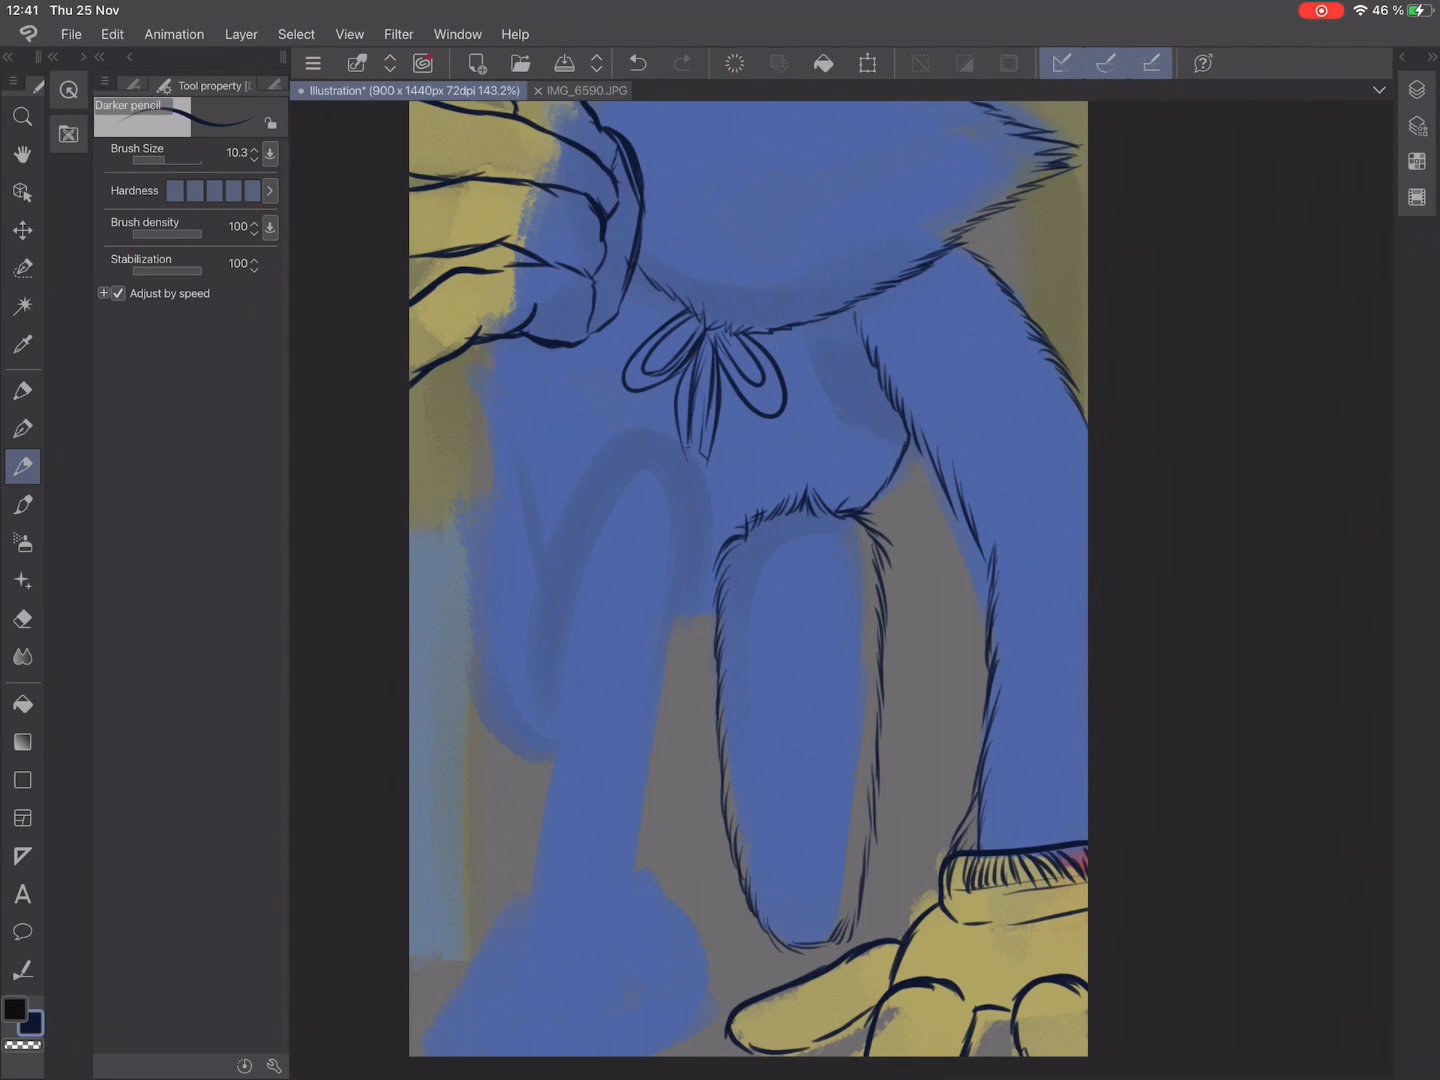 12:41 Thu 25 Nov 46 %
File Edit Animation Layer Select View Filter Window Help
Tool property [
Illustration* (900 x 1440px 72dpi 143.2%) IMG_6590.JPG
Darker pencil
Brush Size 10.3
Hardness
Brush density 100
Stabilization 100
Adjust by speed